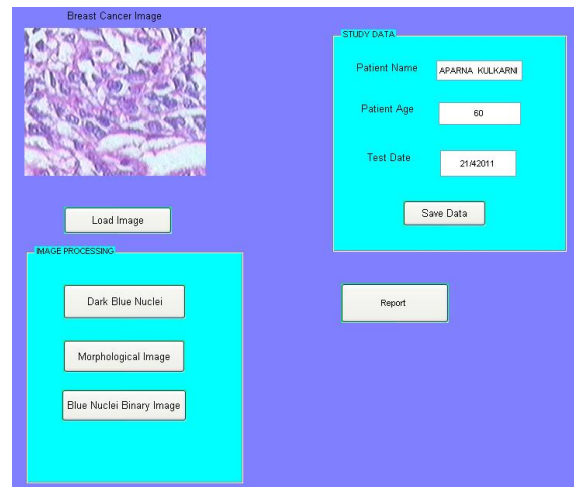 Breast Cancer Image
Load Image
IMAGE PROCESSING
Dark Blue Nuclei
Morphological Image
Blue Nuclei Binary Image
STUDY DATA
Patient Name APARNA KULKARNI
Patient Age 60
Test Date 21/42011
Save Data
Report